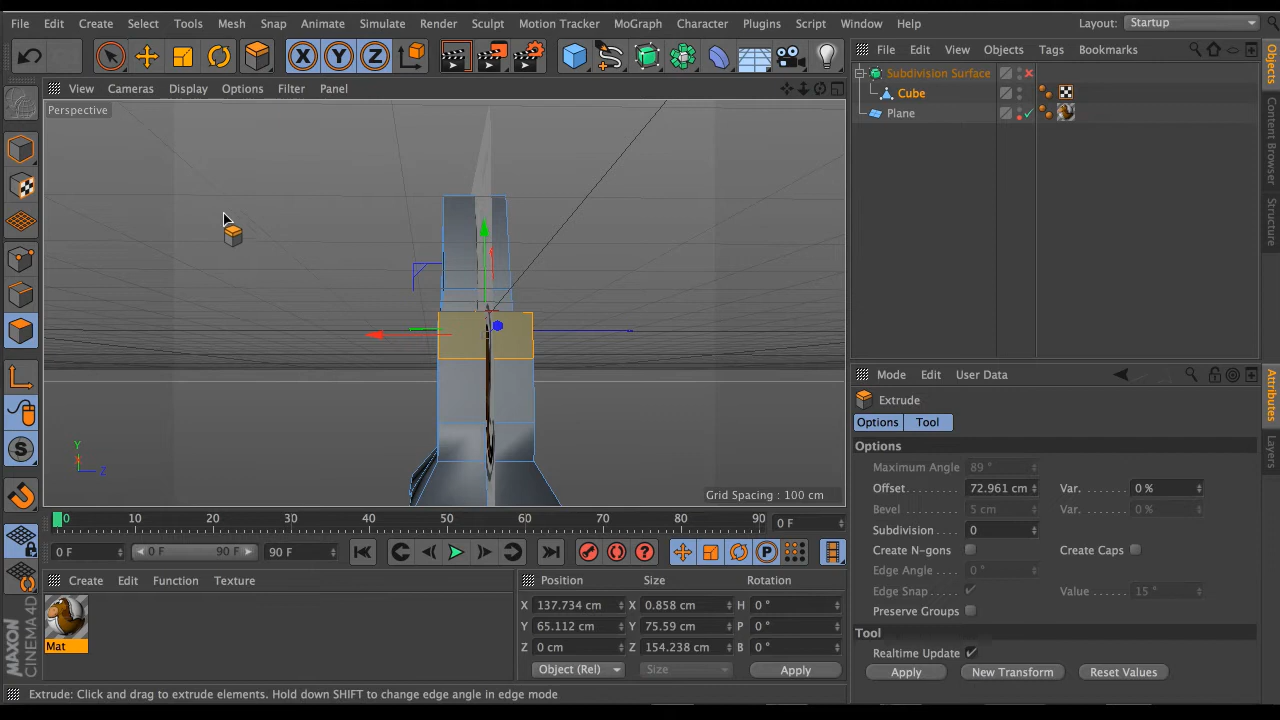 File Edit Create Select Tools Mesh Snap Animate Simulate Render Sculpt Motion Tracker MoGraph Character Plugins Script Window Help Layout: Startup
X Y Z
File Edit View Objects Tags Bookmarks
View Cameras Display Options Filter Panel
Perspective
Subdivision Surface
Cube
Plane
Objects
Content Browser
Structure
Y
X Z
Grid Spacing : 100 cm
Mode Edit User Data
Extrude
Options Tool
Options
Maximum Angle 89 °
Offset 72.961 cm Var. 0 %
Bevel 5 cm Var. 0 %
Subdivision 0
Create N-gons Create Caps
Edge Angle 0 °
Edge Snap Value 15 °
Preserve Groups
Tool
Realtime Update
Apply New Transform Reset Values
Attributes
Layers
S
0 10 20 30 40 50 60 70 80 90 0 F
0 F 0 F 90 F 90 F
P
Create Edit Function Texture
Mat
Position Size Rotation
X 137.734 cm X 0.858 cm H 0 °
Y 65.112 cm Y 75.59 cm P 0 °
Z 0 cm Z 154.238 cm B 0 °
Object (Rel) Size Apply
MAXON
CINEMA 4D
Extrude: Click and drag to extrude elements. Hold down SHIFT to change edge angle in edge mode